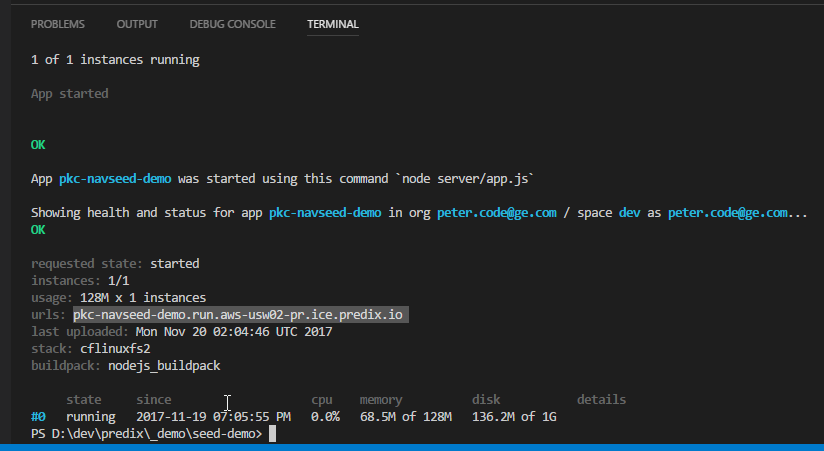 PROBLEMS OUTPUT DEBUG CONSOLE TERMINAL
1 of 1 instances running
App started
OK
App pkc-navseed-demo was started using this command `node server/app.js`
Showing health and status for app pkc-navseed-demo in org peter.code@ge.com / space dev as peter.code@ge.com...
OK
requested state: started
instances: 1/1
usage: 128M x 1 instances
urls: pkc-navseed-demo.run.aws-usw02-pr.ice.predix.io
last uploaded: Mon Nov 20 02:04:46 UTC 2017
stack: cflinuxfs2
buildpack: nodejs_buildpack
state since cpu memory disk details
#0 running 2017-11-19 07:05:55 PM 0.0% 68.5M of 128M 136.2M of 1G
PS D:\dev\predix\_demo\seed-demo>